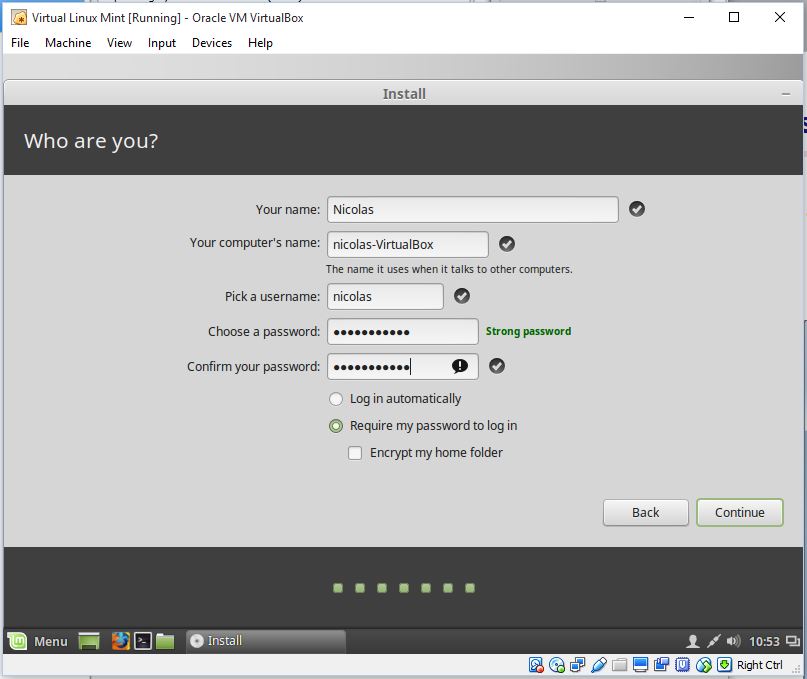 Virtual Linux Mint [Running] - Oracle VM VirtualBox
File Machine View Input Devices Help
Install
Who are you?
Your name: Nicolas
Your computer's name: nicolas-VirtualBox
The name it uses when it talks to other computers.
Pick a username: nicolas
Choose a password: ●●●●●●●●●●● Strong password
Confirm your password: ●●●●●●●●●●●
Log in automatically
Require my password to log in
Encrypt my home folder
Back Continue
Menu Install 10:53
Right Ctrl